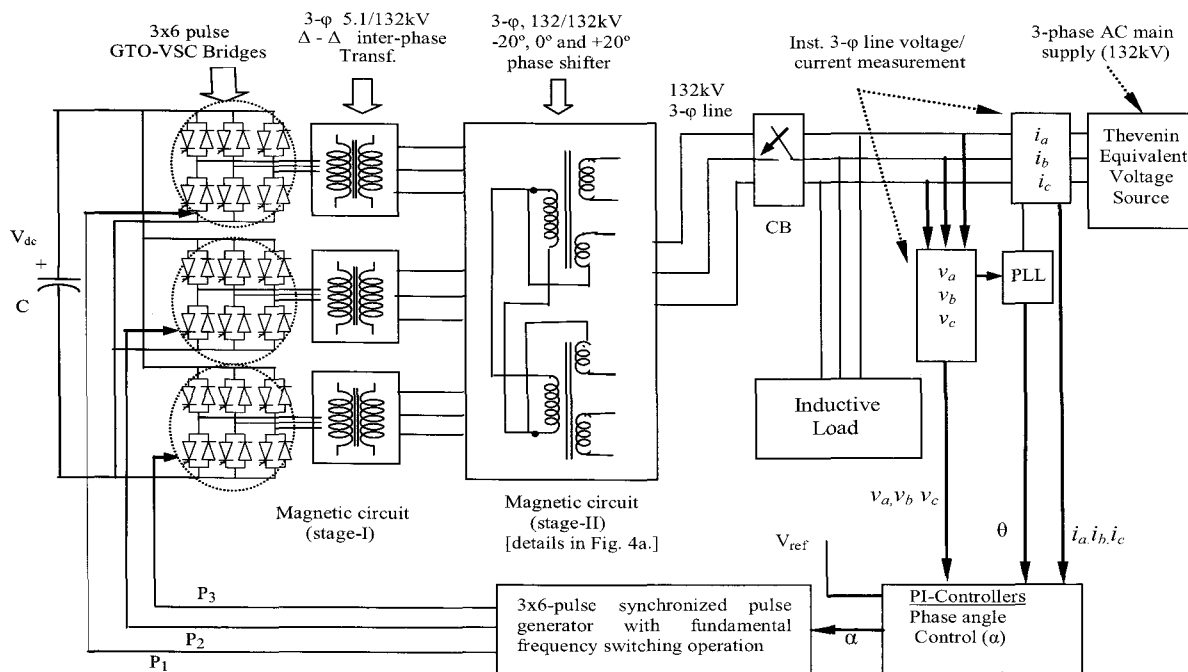 3x6 pulse
GTO-VSC Bridges
3-φ 5.1/132kV
Δ - Δ inter-phase
Transf.
3-φ, 132/132kV
-20°, 0° and +20°
phase shifter
Inst. 3-φ line voltage/
current measurement
3-phase AC main
supply (132kV)
132kV
3-φ line
CB
i_a
i_b
i_c
Thevenin
Equivalent
Voltage
Source
V_dc
+
C
v_a
v_b
v_c
PLL
Inductive
Load
Magnetic circuit
(stage-I)
Magnetic circuit
(stage-II)
[details in Fig. 4a.]
v_a,v_b v_c
θ
i_a.i_b.i_c
V_ref
P_3
P_2
P_1
3x6-pulse synchronized pulse
generator with fundamental
frequency switching operation
α
PI-Controllers
Phase angle
Control (α)